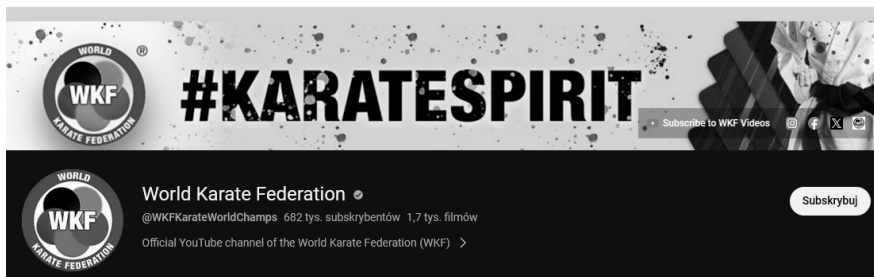 WORLD
WKF
KARATE FEDERATION
®
#KARATESPIRIT
Subscribe to WKF Videos
WORLD
WKF
KARATE FEDERATION
World Karate Federation
@WKFKarateWorldChamps 682 tys. subskrybentów 1,7 tys. filmów
Official YouTube channel of the World Karate Federation (WKF)
Subskrybuj